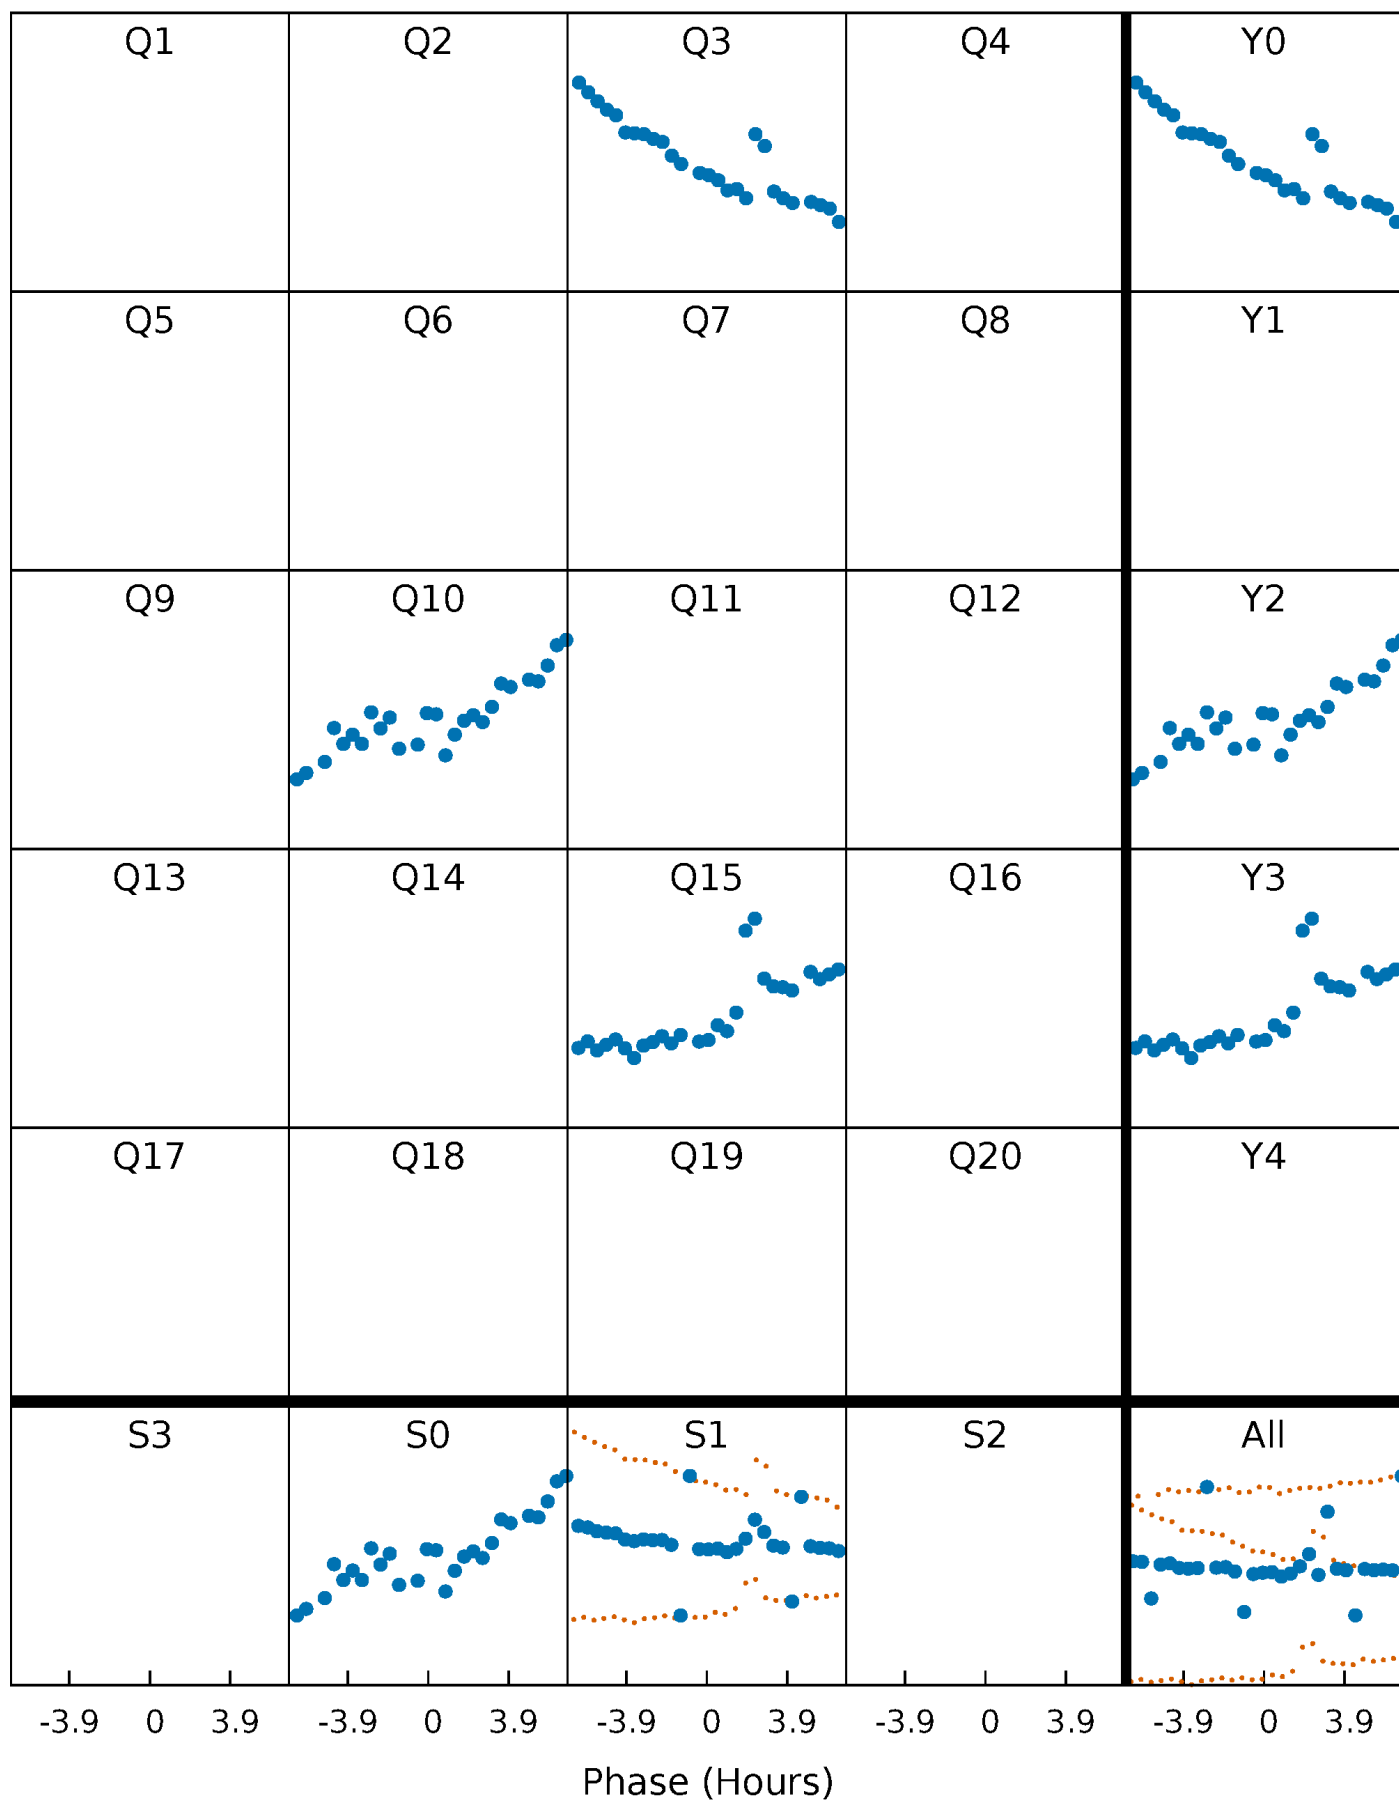 Q1 Q2 Q3 Q4 Y0
Q5 Q6 Q7 Q8 Y1
Q9 Q10 Q11 Q12 Y2
Q13 Q14 Q15 Q16 Y3
Q17 Q18 Q19 Q20 Y4
S3 S0 S1 S2 All
-3.9 0 3.9 -3.9 0 3.9 -3.9 0 3.9 -3.9 0 3.9 -3.9 0 3.9
Phase (Hours)